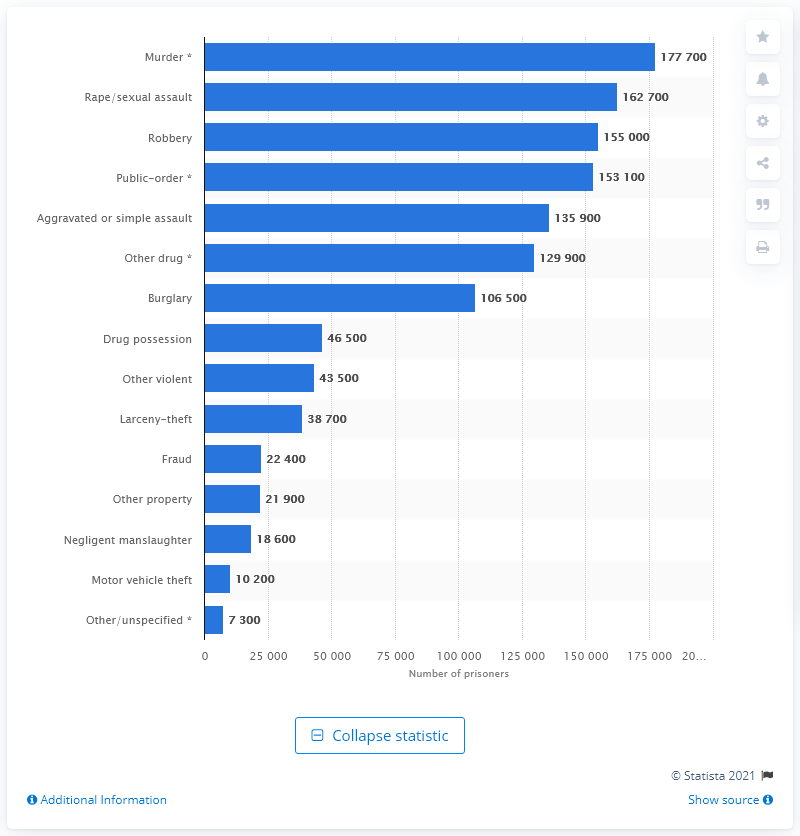 Murder * 177 700
Rape/sexual assault 162 700
Robbery 155 000
Public-order * 153 100
Aggravated or simple assault 135 900
Other drug * 129 900
Burglary 106 500
Drug possession 46 500
Other violent 43 500
Larceny-theft 38 700
Fraud 22 400
Other property 21 900
Negligent manslaughter 18 600
Motor vehicle theft 10 200
Other/unspecified * 7 300
0 25 000 50 000 75 000 100 000 125 000 150 000 175 000 20…
Number of prisoners
Collapse statistic
© Statista 2021
Additional Information Show source